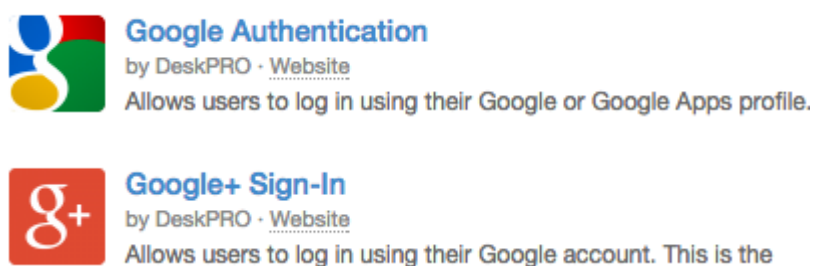 Google Authentication
by DeskPRO · Website
Allows users to log in using their Google or Google Apps profile.
g+
Google+ Sign-In
by DeskPRO · Website
Allows users to log in using their Google account. This is the